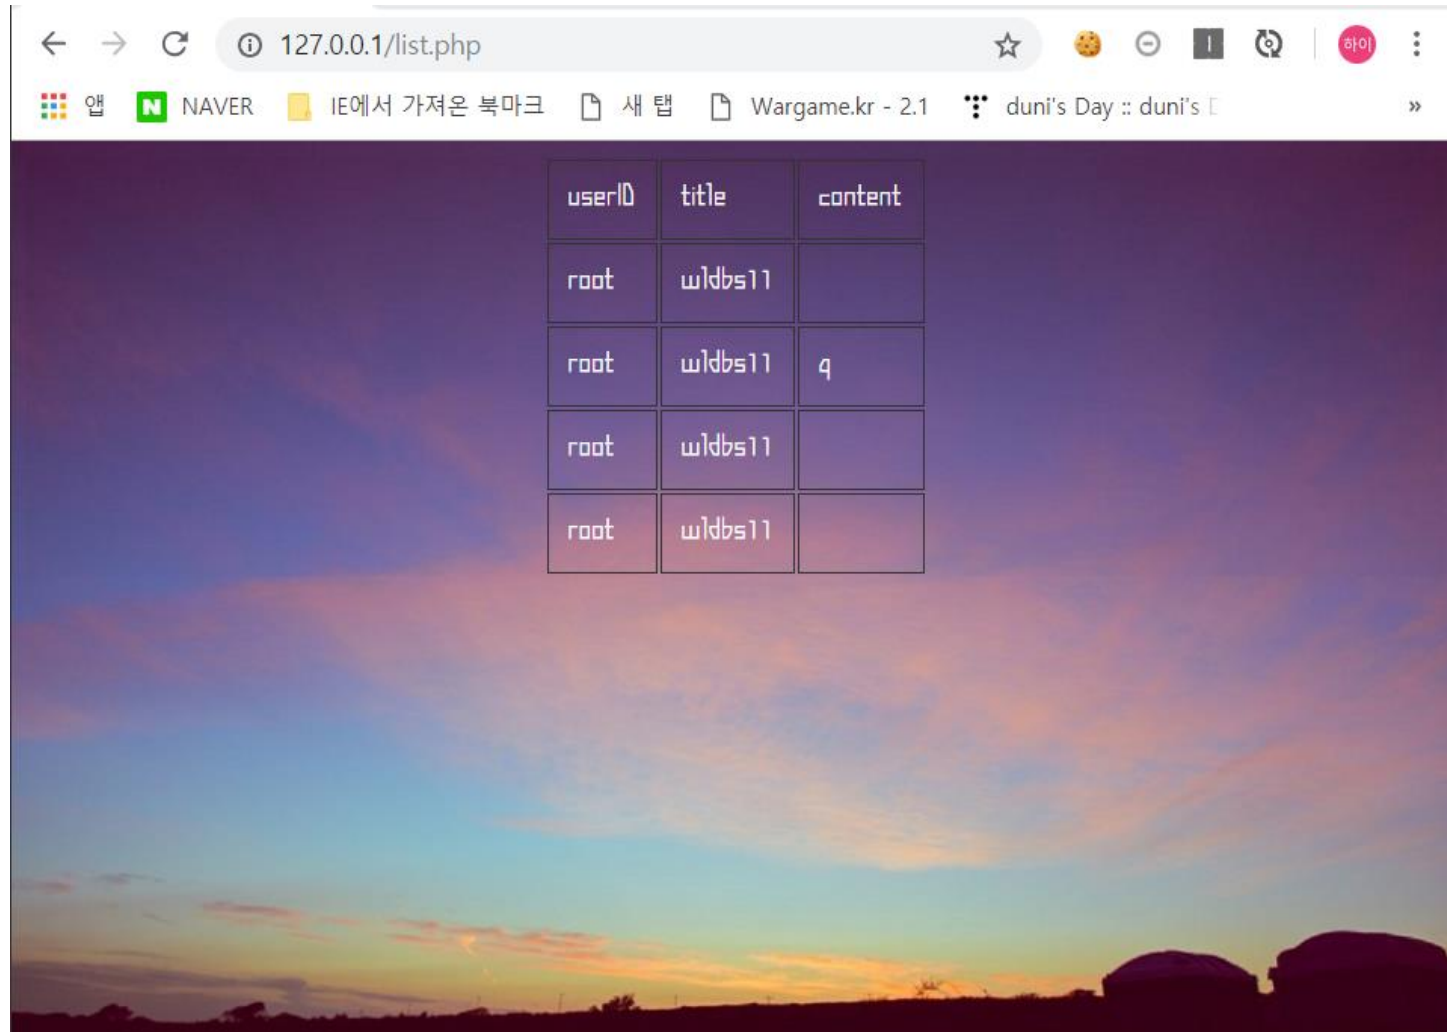 127.0.0.1/list.php
하이
앱 NAVER IE에서 가져온 북마크 새 탭 Wargame.kr - 2.1 duni's Day :: duni's
userID title content
root wldbs11
root wldbs11 q
root wldbs11
root wldbs11